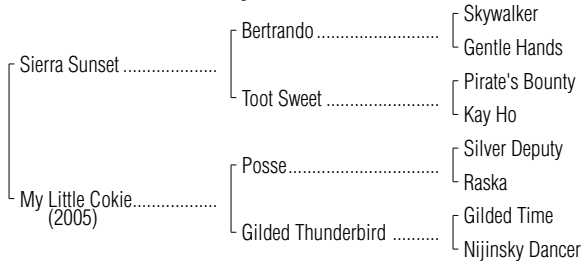 Skywalker
Bertrando ........................
Gentle Hands
Sierra Sunset ...................
Pirate's Bounty
Toot Sweet ......................
Kay Ho
Silver Deputy
Posse..............................
Raska
My Little Cokie.................
(2005)
Gilded Time
Gilded Thunderbird ..........
Nijinsky Dancer